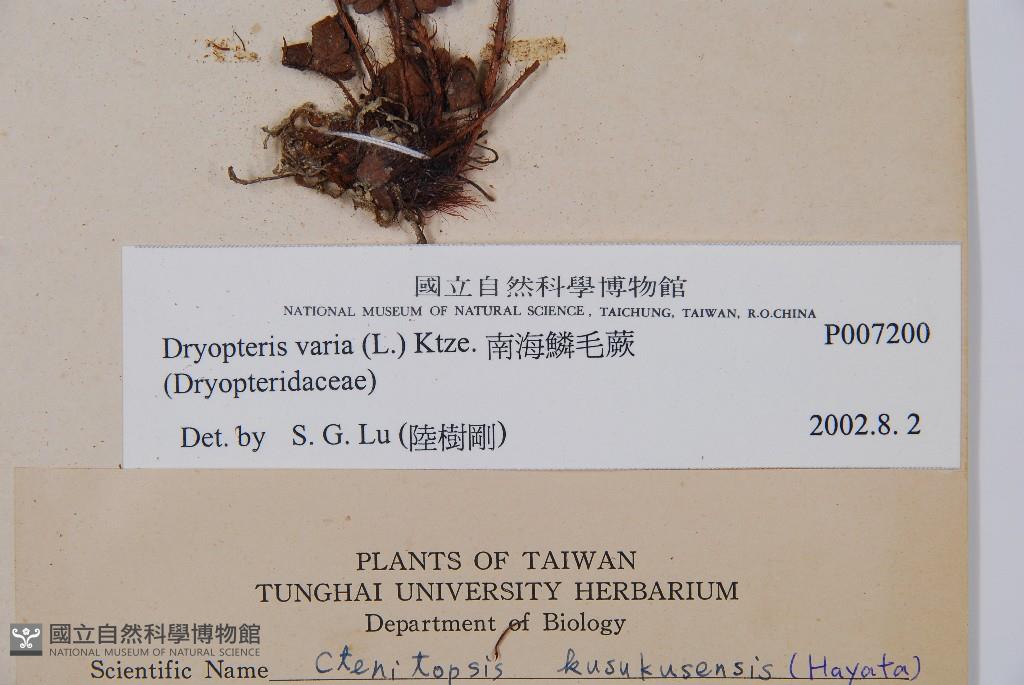 國立自然科學博物館
NATIONAL MUSEUM OF NATURAL SCIENCE, TAICHUNG, TAIWAN, R.O.CHINA
Dryopteris varia (L.) Ktze. 南海鱗毛蕨 P007200
(Dryopteridaceae)
Det. by S. G. Lu (陸樹剛) 2002.8. 2
PLANTS OF TAIWAN
TUNGHAI UNIVERSITY HERBARIUM
Department of Biology
國立自然科學博物館
NATIONAL MUSEUM OF NATURAL SCIENCE
Scientific Name Ctenitopsis kusukusensis (Hayata)